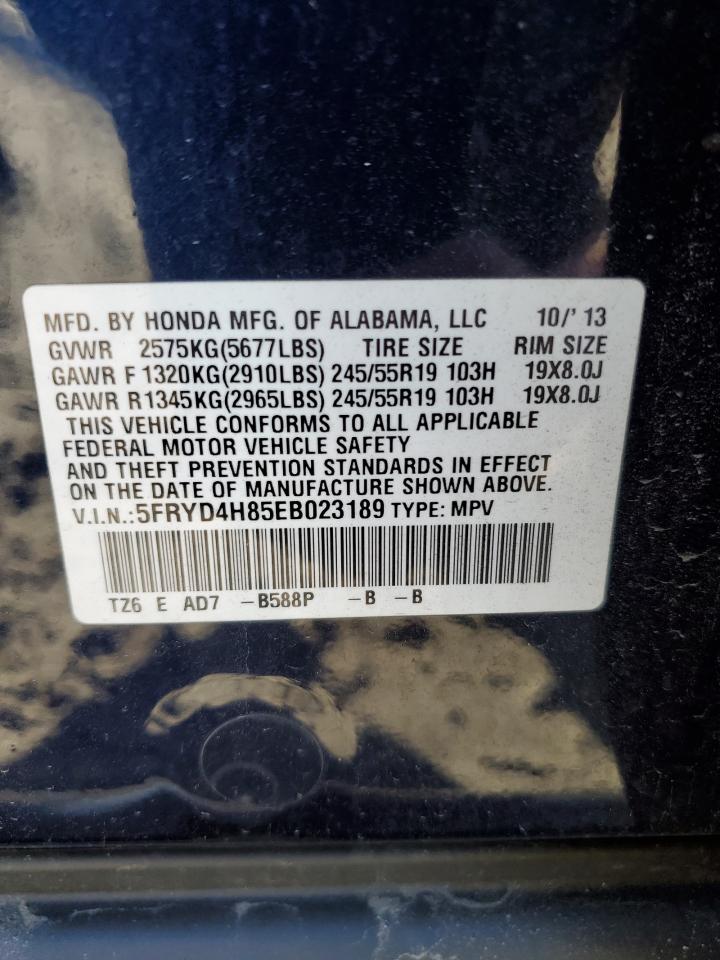 MFD. BY HONDA MFG. OF ALABAMA, LLC 10/'13
GVWR 2575KG(5677LBS) TIRE SIZE RIM SIZE
GAWR F 1320KG(2910LBS) 245/55R19 103H 19X8.0J
GAWR R1345KG(2965LBS) 245/55R19 103H 19X8.0J
THIS VEHICLE CONFORMS TO ALL APPLICABLE
FEDERAL MOTOR VEHICLE SAFETY
AND THEFT PREVENTION STANDARDS IN EFFECT
ON THE DATE OF MANUFACTURE SHOWN ABOVE.
V.I.N.:5FRYD4H85EB023189 TYPE: MPV
TZ6 E AD7 -B588P -B -B